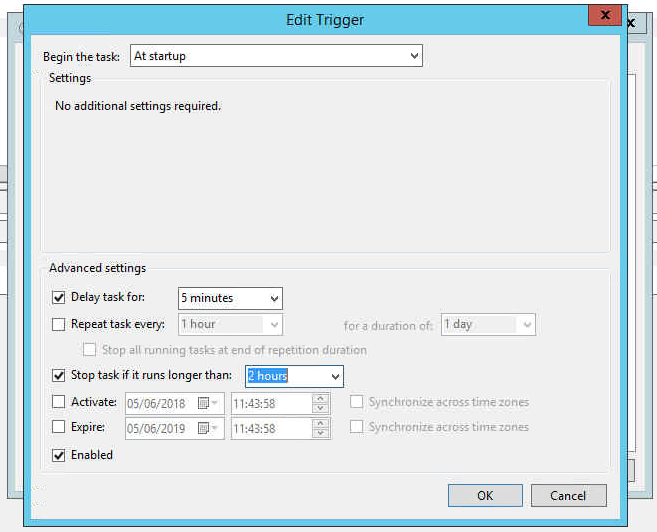 Edit Trigger
Begin the task: At startup
Settings
No additional settings required.
Advanced settings
Delay task for: 5 minutes
Repeat task every: 1 hour for a duration of: 1 day
Stop all running tasks at end of repetition duration
Stop task if it runs longer than: 2 hours
Activate: 05/06/2018 11:43:58 Synchronize across time zones
Expire: 05/06/2019 11:43:58 Synchronize across time zones
Enabled
OK Cancel